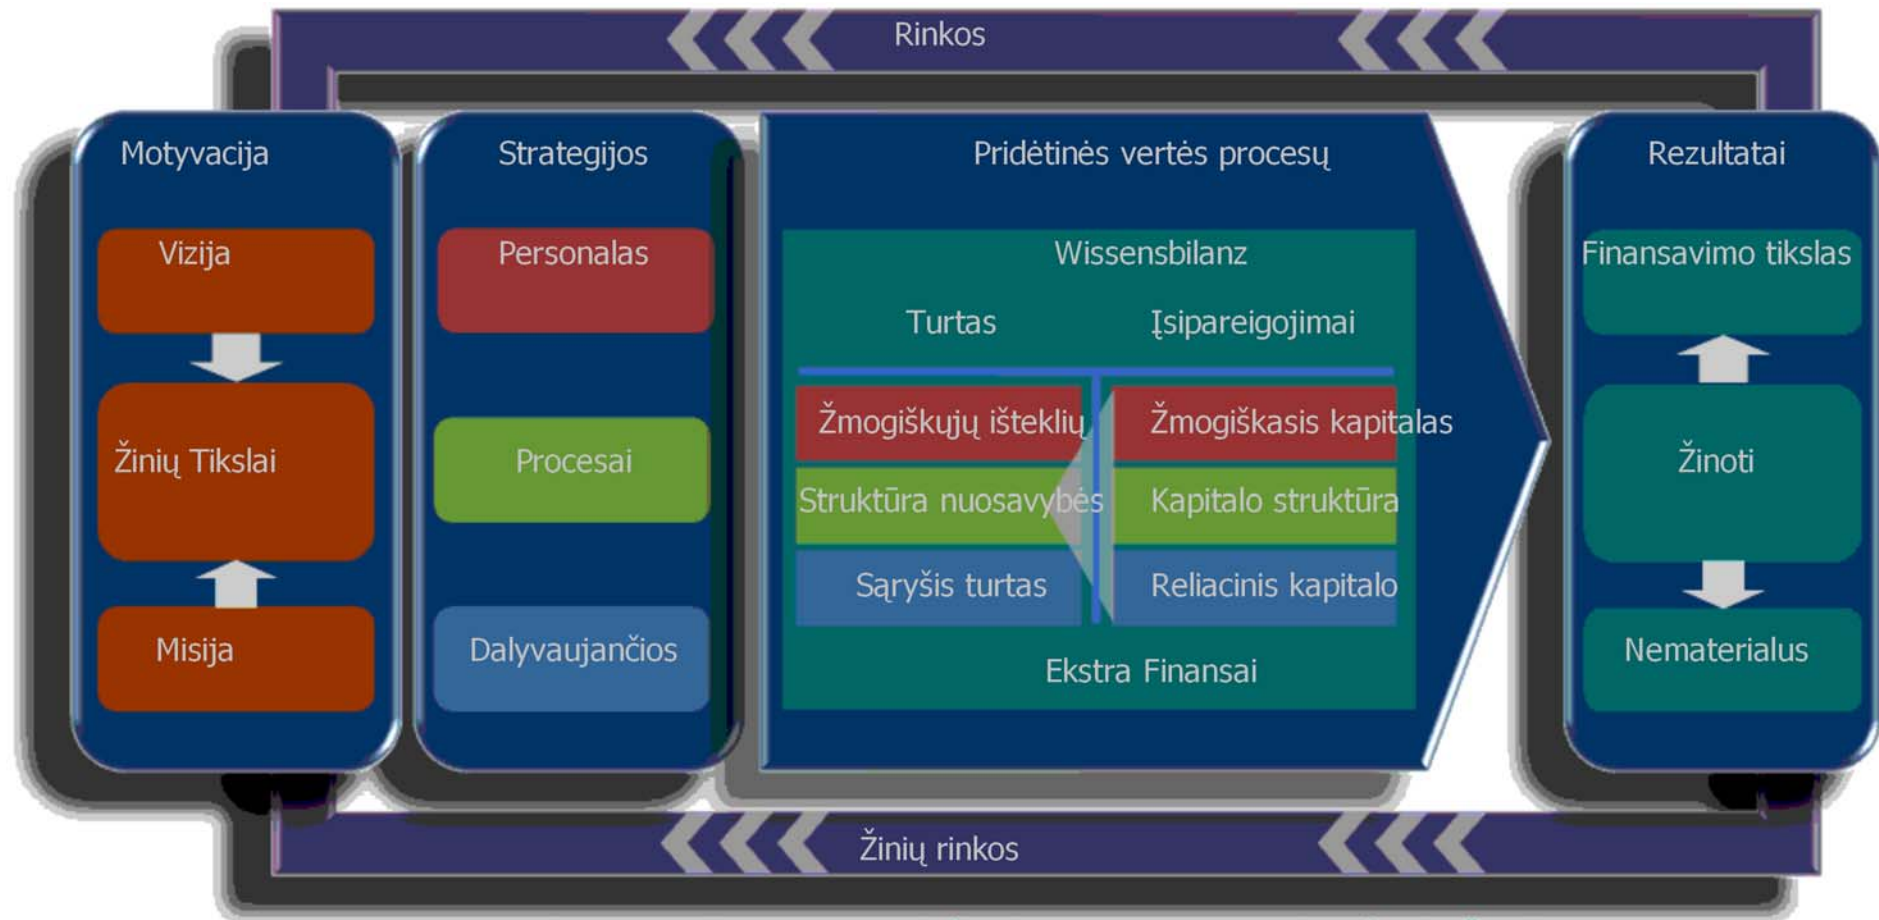 Rinkos
Motyvacija
Vizija
Žinių Tikslai
Misija
Strategijos
Personalas
Procesai
Dalyvaujančios
Pridėtinės vertės procesų
Wissensbilanz
Turtas
Įsipareigojimai
Žmogiškųjų išteklių
Žmogiškasis kapitalas
Struktūra nuosavybės
Kapitalo struktūra
Sąryšis turtas
Reliacinis kapitalo
Ekstra Finansai
Rezultatai
Finansavimo tikslas
Žinoti
Nematerialus
Žinių rinkos